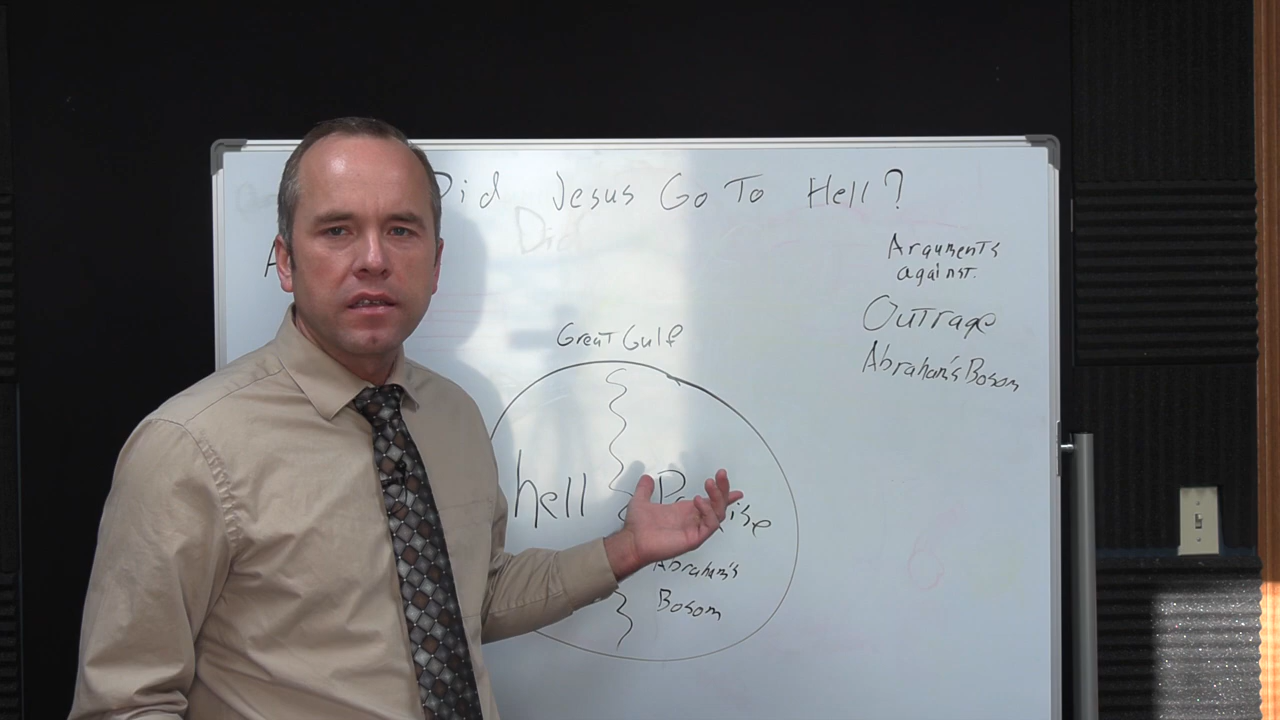 Did Jesus Go To Hell?
Arguments
against.
Outrage
Abraham's Bosom
Great Gulf
hell
Abraham's
Bosom